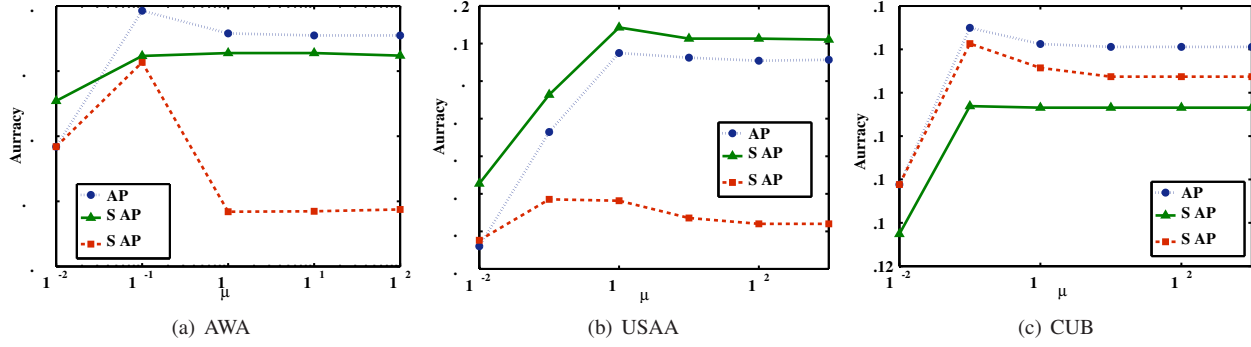 Aurracy
AP
S AP
S AP
1 -2
1 -1
1
1 1
1 2
μ
(a) AWA
. 2
. 1
Aurracy
AP
S AP
S AP
1 -2
1
1 2
μ
(b) USAA
.1
.1
.1
.1
.1
.1
.12
Aurracy
AP
S AP
S AP
1 -2
1
1 2
μ
(c) CUB